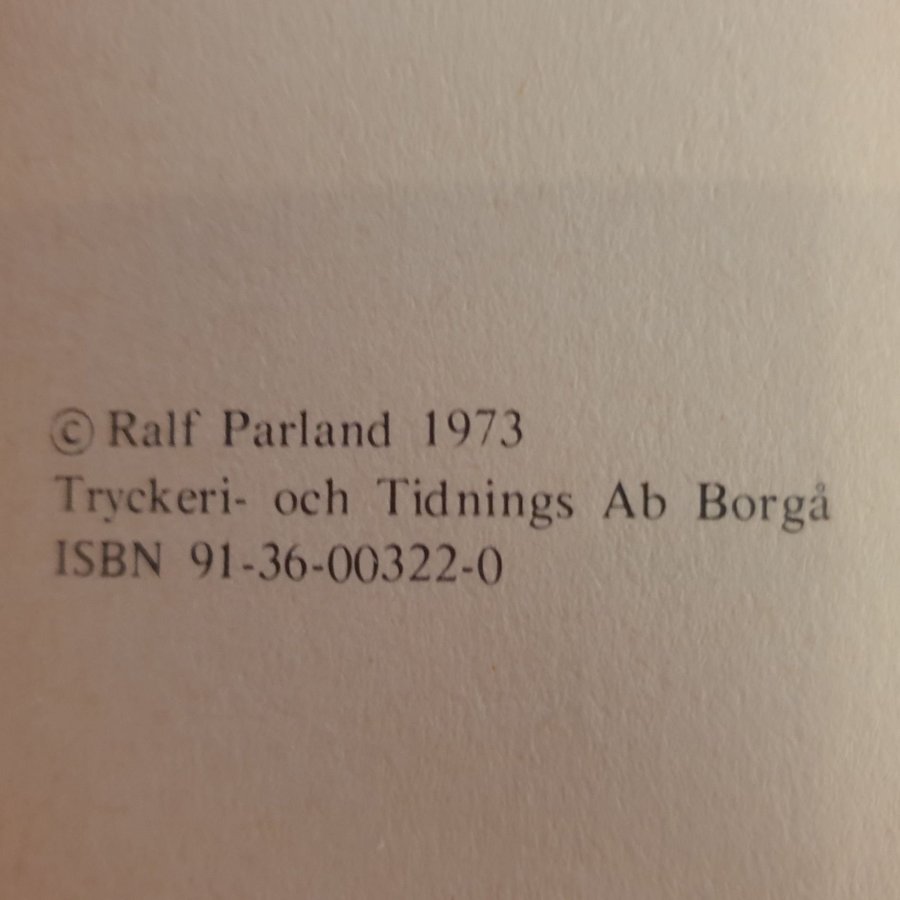 © Ralf Parland 1973
Tryckeri- och Tidnings Ab Borgå
ISBN 91-36-00322-0